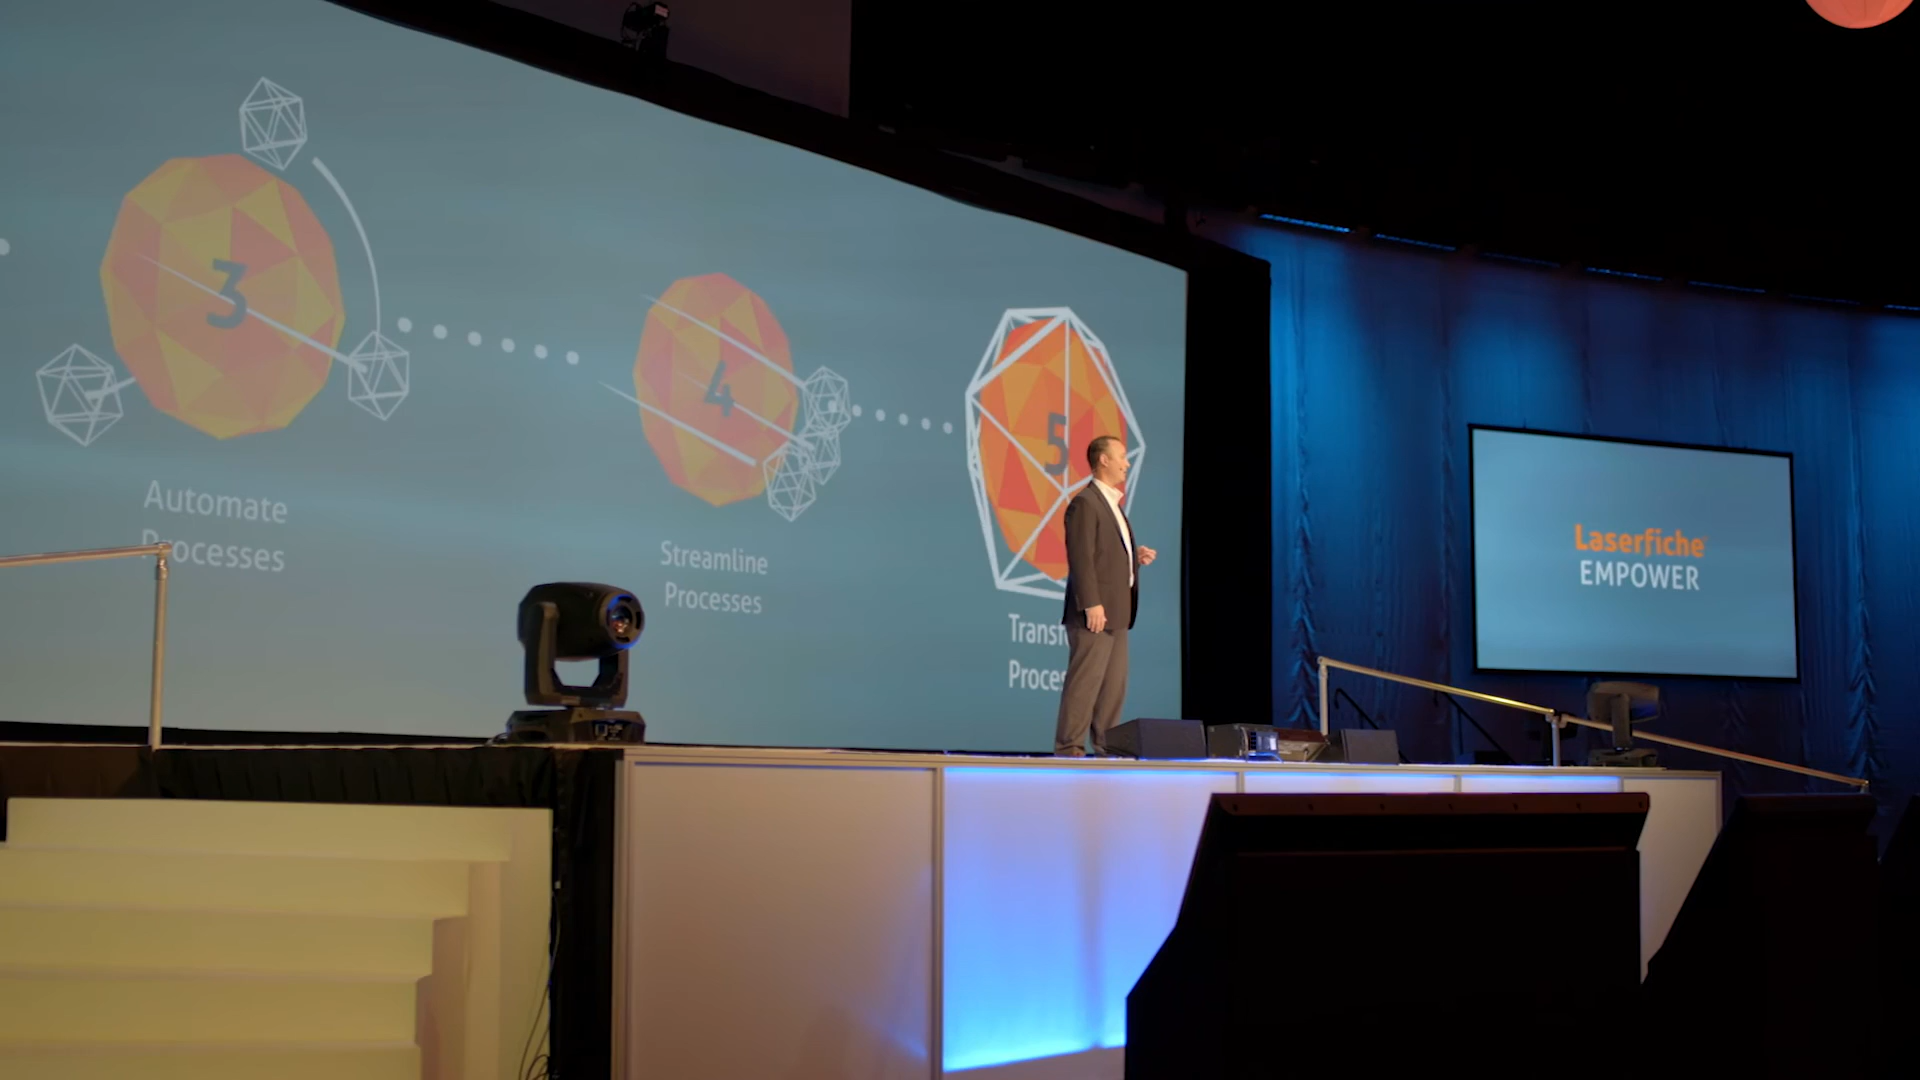 3
Automate
Processes
4
Streamline
Processes
5
Laserfiche
EMPOWER